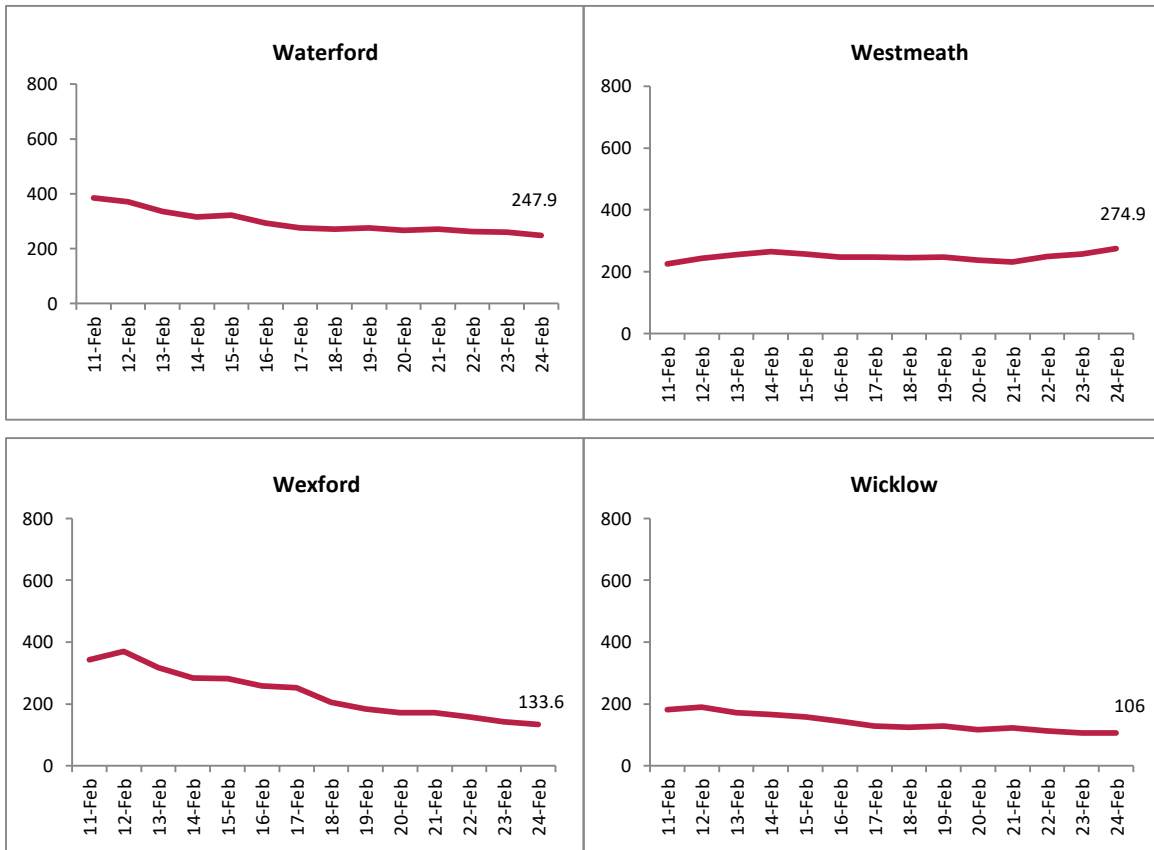 Waterford
800
600
400
200
0
247.9
11-Feb
12-Feb
13-Feb
14-Feb
15-Feb
16-Feb
17-Feb
18-Feb
19-Feb
20-Feb
21-Feb
22-Feb
23-Feb
24-Feb
Westmeath
800
600
400
200
0
274.9
11-Feb
12-Feb
13-Feb
14-Feb
15-Feb
16-Feb
17-Feb
18-Feb
19-Feb
20-Feb
21-Feb
22-Feb
23-Feb
24-Feb
Wexford
800
600
400
200
0
133.6
11-Feb
12-Feb
13-Feb
14-Feb
15-Feb
16-Feb
17-Feb
18-Feb
19-Feb
20-Feb
21-Feb
22-Feb
23-Feb
24-Feb
Wicklow
800
600
400
200
0
106
11-Feb
12-Feb
13-Feb
14-Feb
15-Feb
16-Feb
17-Feb
18-Feb
19-Feb
20-Feb
21-Feb
22-Feb
23-Feb
24-Feb